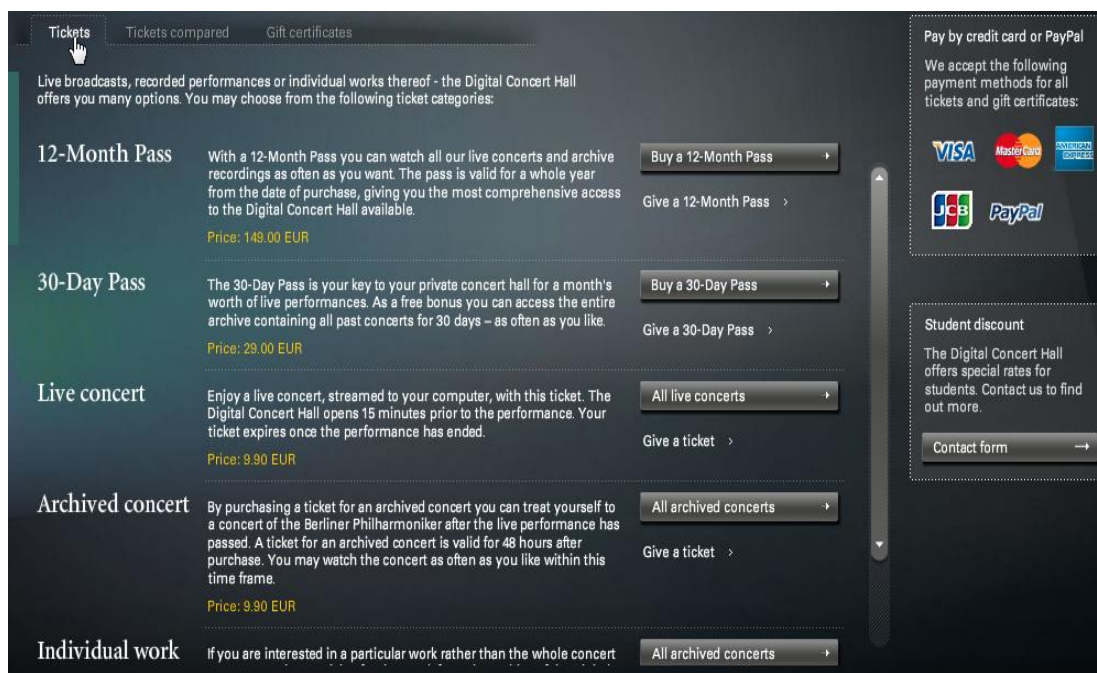 Tickets
Tickets compared
Gift certificates
Live broadcasts, recorded performances or individual works thereof - the Digital Concert Hall
offers you many options. You may choose from the following ticket categories:
12-Month Pass
With a 12-Month Pass you can watch all our live concerts and archive
recordings as often as you want. The pass is valid for a whole year
from the date of purchase, giving you the most comprehensive access
to the Digital Concert Hall available.
Price: 149.00 EUR
Buy a 12-Month Pass
Give a 12-Month Pass >
30-Day Pass
The 30-Day Pass is your key to your private concert hall for a month's
worth of live performances. As a free bonus you can access the entire
archive containing all past concerts for 30 days – as often as you like.
Price: 29.00 EUR
Buy a 30-Day Pass
Give a 30-Day Pass >
Live concert
Enjoy a live concert, streamed to your computer, with this ticket. The
Digital Concert Hall opens 15 minutes prior to the performance. Your
ticket expires once the performance has ended.
Price: 9.90 EUR
All live concerts
Give a ticket >
Archived concert
By purchasing a ticket for an archived concert you can treat yourself to
a concert of the Berliner Philharmoniker after the live performance has
passed. A ticket for an archived concert is valid for 48 hours after
purchase. You may watch the concert as often as you like within this
time frame.
Price: 9.90 EUR
All archived concerts
Give a ticket >
Individual work
If you are interested in a particular work rather than the whole concert
All archived concerts
Pay by credit card or PayPal
We accept the following
payment methods for all
tickets and gift certificates:
VISA
MasterCard
AMERICAN
EXPRESS
JCB
PayPal
Student discount
The Digital Concert Hall
offers special rates for
students. Contact us to find
out more.
Contact form